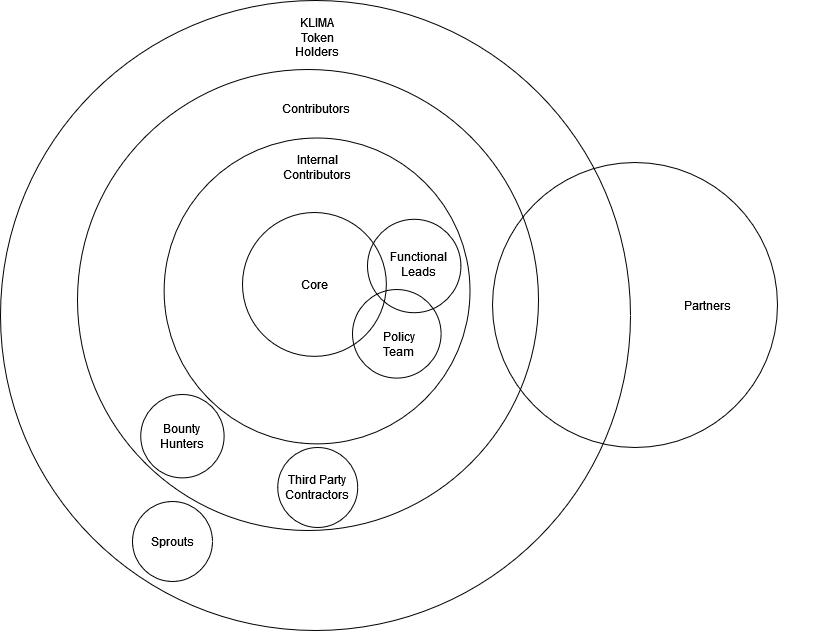 KLIMA
Token
Holders
Contributors
Internal
Contributors
Functional
Leads
Core
Partners
Policy
Team
Bounty
Hunters
Third Party
Contractors
Sprouts